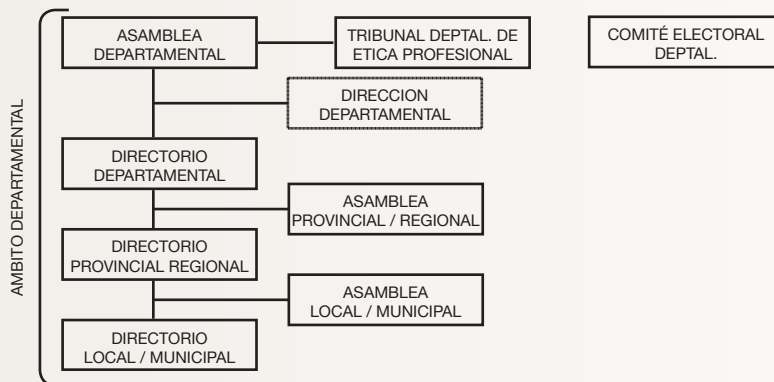 AMBITO DEPARTAMENTAL
ASAMBLEA
DEPARTAMENTAL
TRIBUNAL DEPTAL. DE
ETICA PROFESIONAL
COMITÉ ELECTORAL
DEPTAL.
DIRECCION
DEPARTAMENTAL
DIRECTORIO
DEPARTAMENTAL
ASAMBLEA
PROVINCIAL / REGIONAL
DIRECTORIO
PROVINCIAL REGIONAL
ASAMBLEA
LOCAL / MUNICIPAL
DIRECTORIO
LOCAL / MUNICIPAL